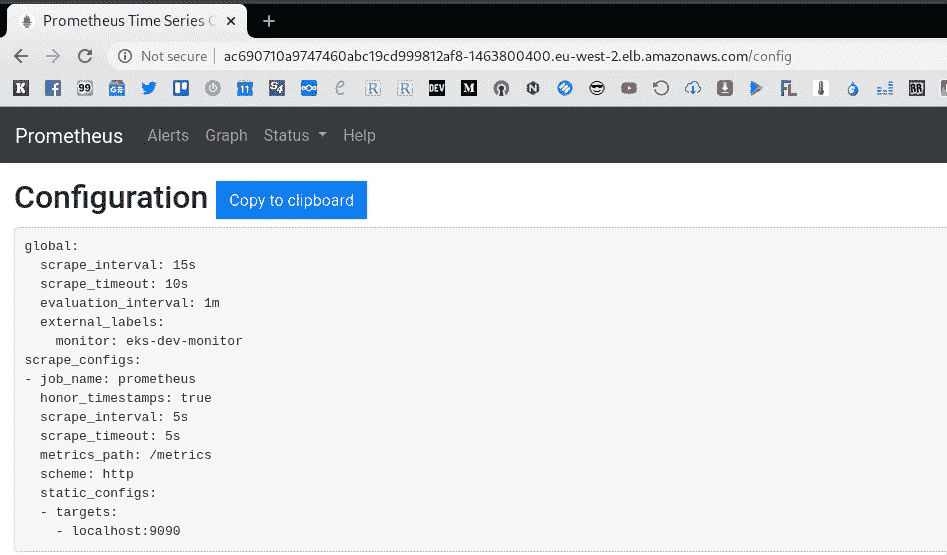 Prometheus Time Series C
Not secure
ac690710a9747460abc19cd999812af8-1463800400.eu-west-2.elb.amazonaws.com/config
K 99 11 S4 R R DEV M N FL BR
Prometheus Alerts Graph Status Help
Configuration Copy to clipboard
global:
  scrape_interval: 15s
  scrape_timeout: 10s
  evaluation_interval: 1m
  external_labels:
    monitor: eks-dev-monitor
scrape_configs:
- job_name: prometheus
  honor_timestamps: true
  scrape_interval: 5s
  scrape_timeout: 5s
  metrics_path: /metrics
  scheme: http
  static_configs:
  - targets:
    - localhost:9090